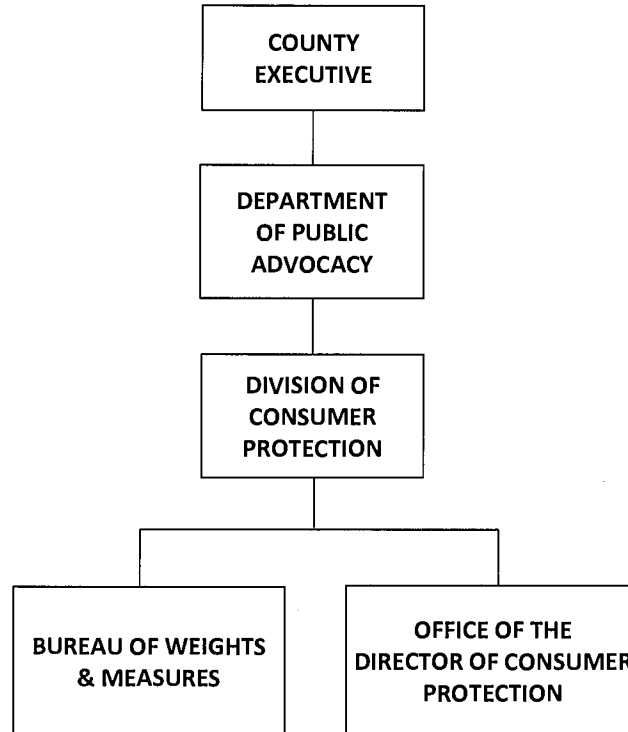 COUNTY
EXECUTIVE
DEPARTMENT
OF PUBLIC
ADVOCACY
DIVISION OF
CONSUMER
PROTECTION
BUREAU OF WEIGHTS
& MEASURES
OFFICE OF THE
DIRECTOR OF CONSUMER
PROTECTION